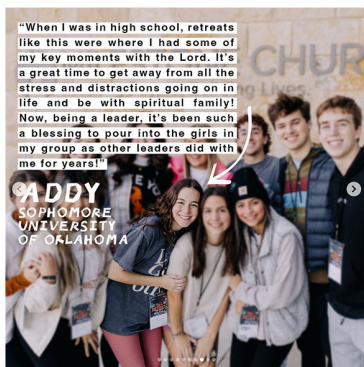 “When I was in high school, retreats
like this were where I had some of
my key moments with the Lord. It's
a great time to get away from all the
stress and distractions going on in
life and be with spiritual family!
Now, being a leader, it's been such
a blessing to pour into the girls in
my group as other leaders did with
me for years!”
CHUR
ng Lives.
ADDY
SOPHOMORE
UNIVERSITY
OF OKLAHOMA